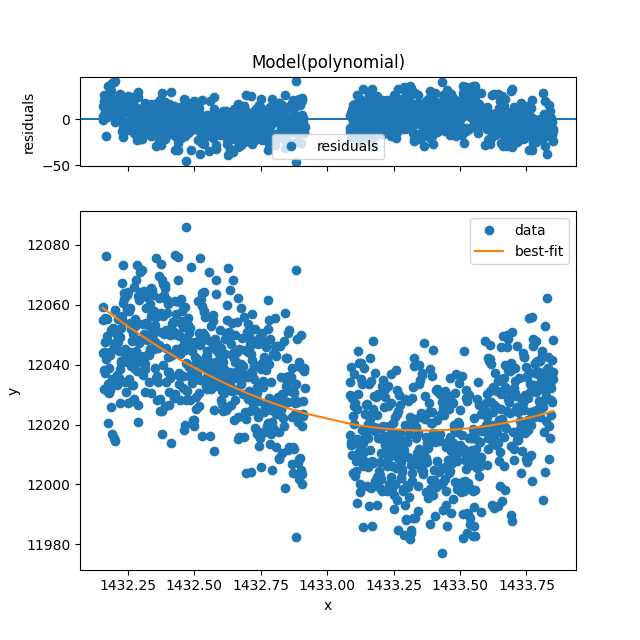 Model(polynomial)
residuals
0
−50
residuals
y
12080
12060
12040
12020
12000
11980
data
best-fit
1432.25 1432.50 1432.75 1433.00 1433.25 1433.50 1433.75
x